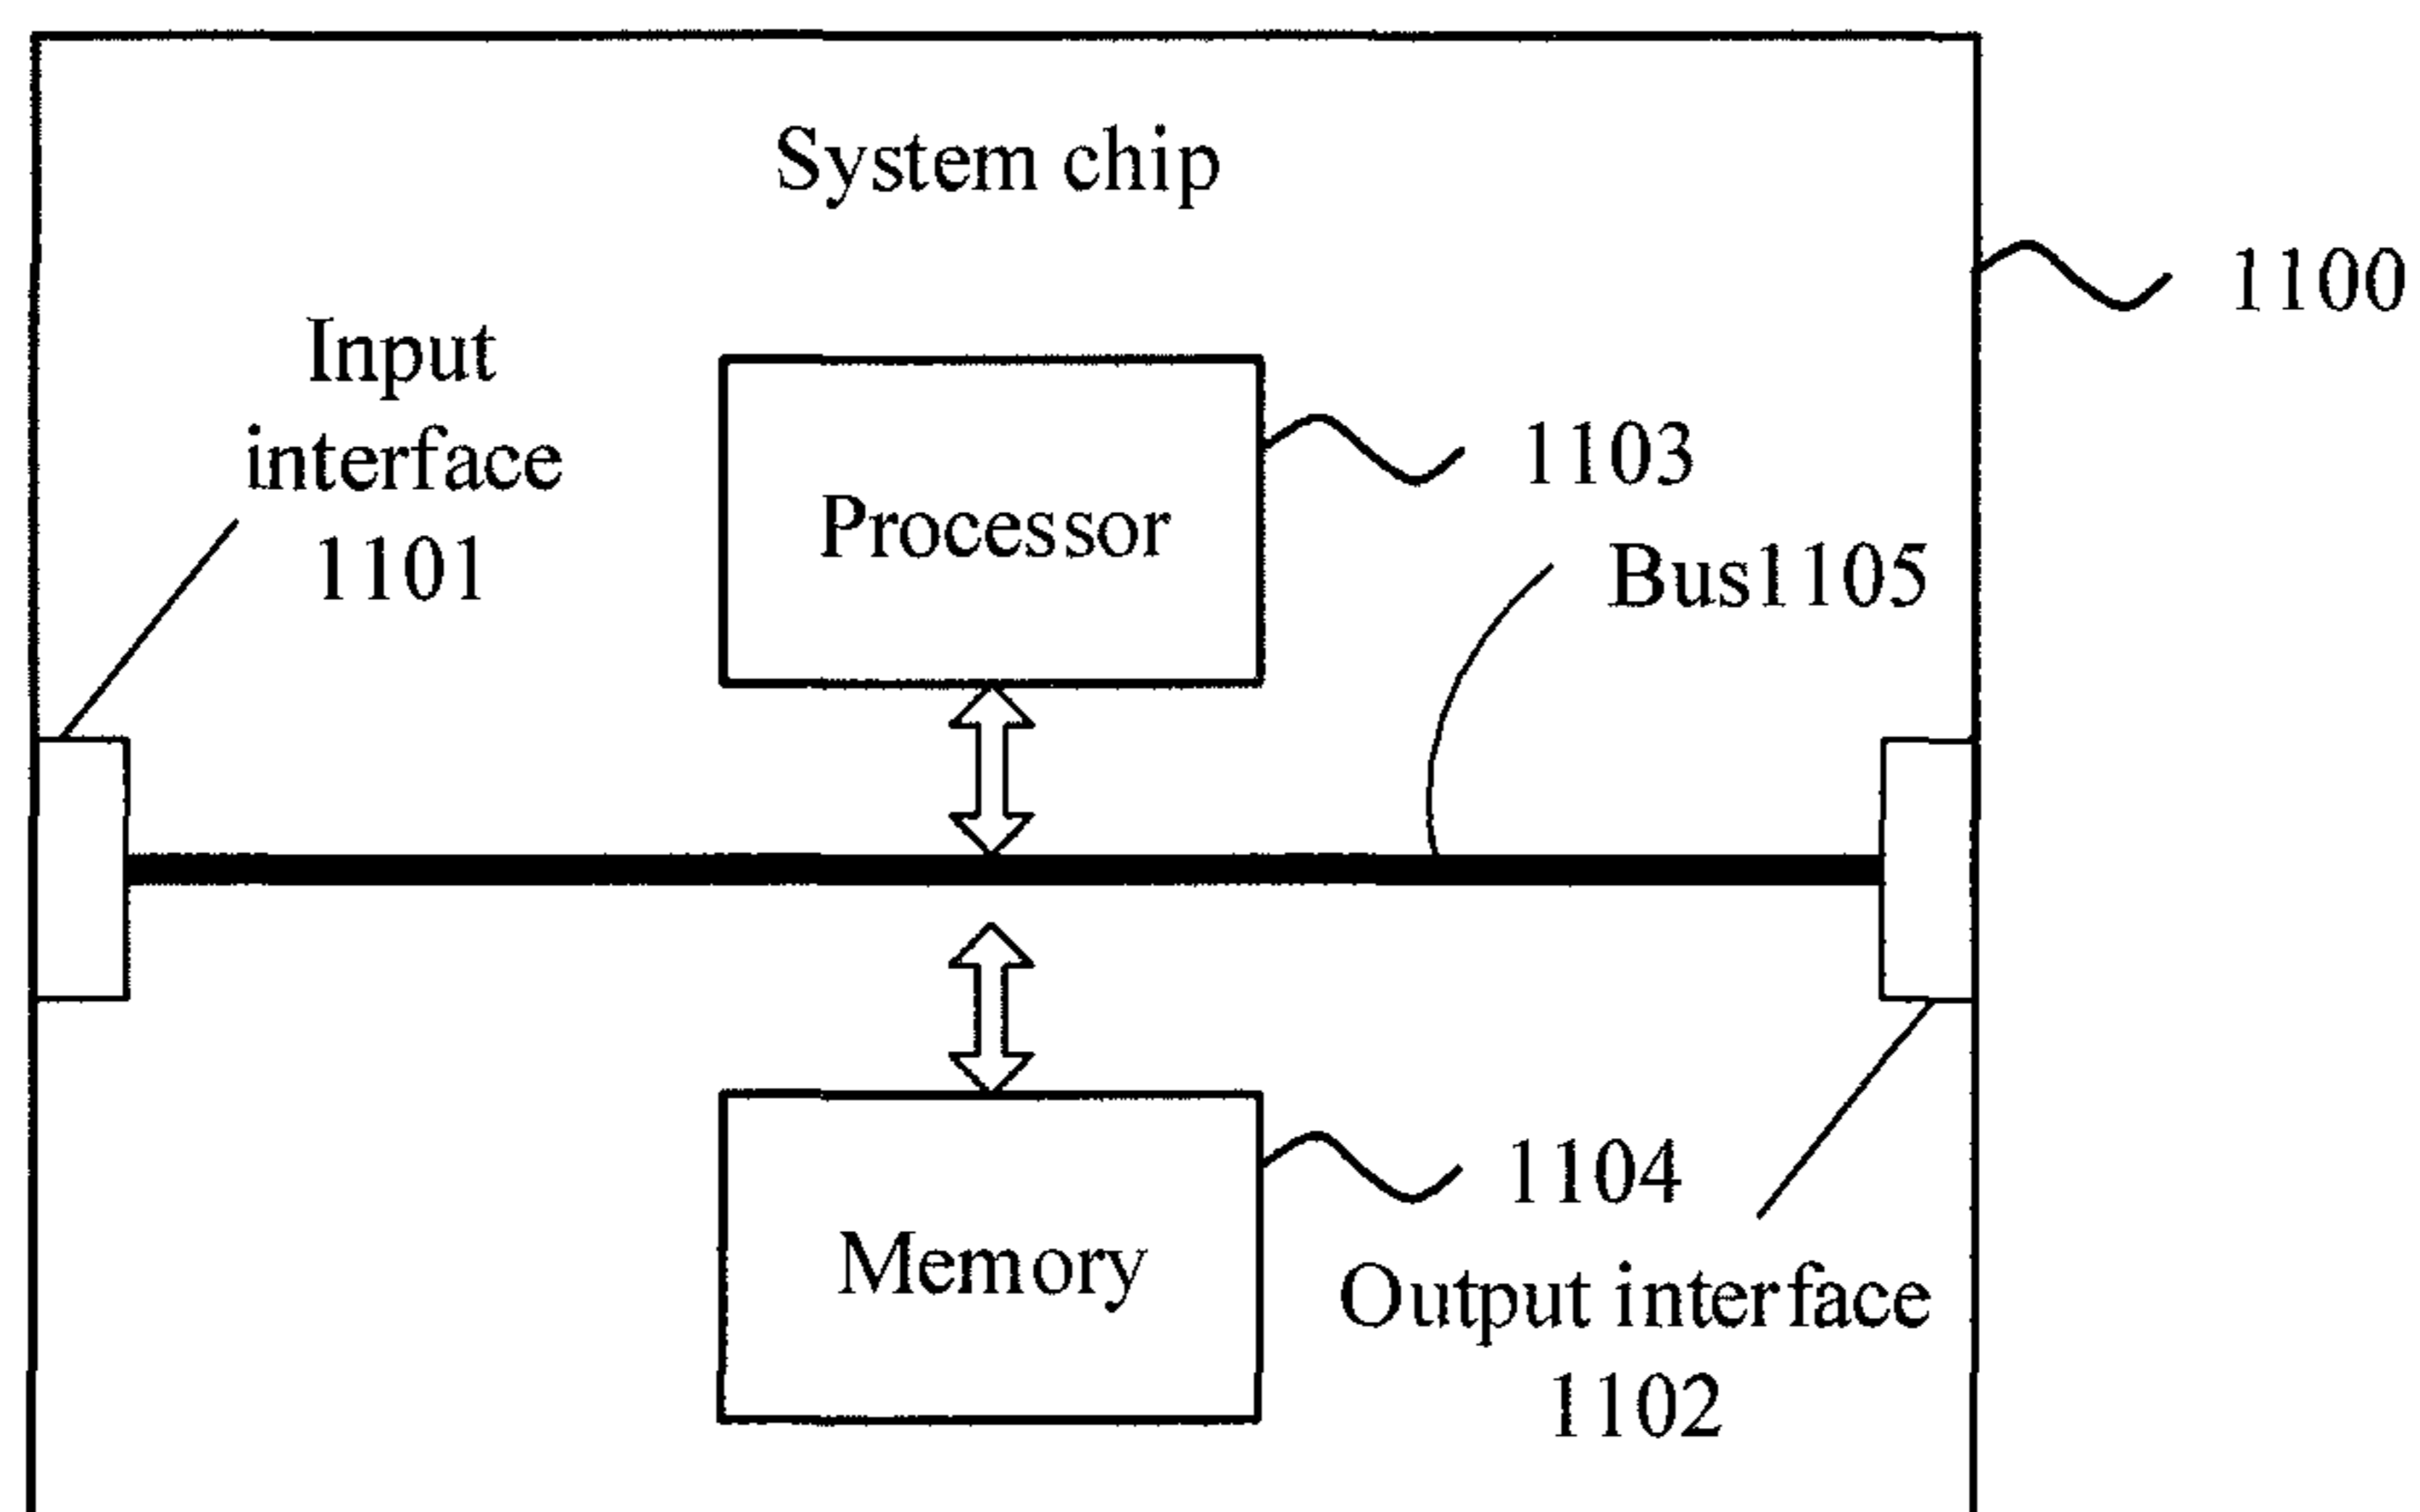 System chip
1100
Input
interface
1101
1103
Processor
Bus1105
1104
Memory
Output interface
1102